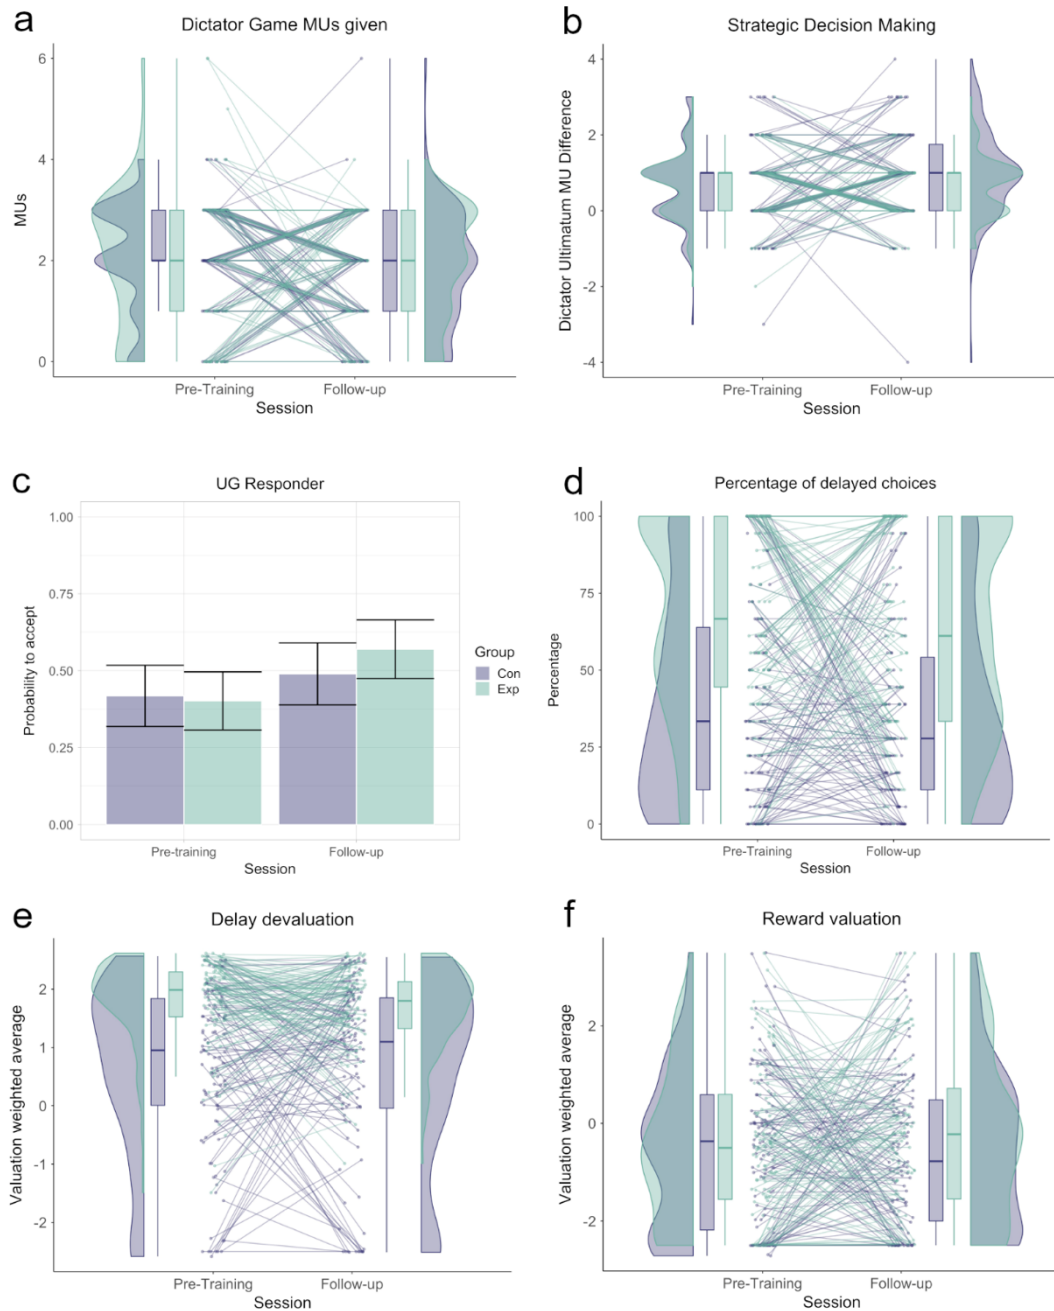 a
Dictator Game MUs given
6
4
2
0
MUs
Pre-Training
Follow-up
Session
b
Strategic Decision Making
4
2
0
-2
-4
Dictator Ultimatum MU Difference
Pre-Training
Follow-up
Session
c
UG Responder
1.00
0.75
0.50
0.25
0.00
Probability to accept
Pre-training
Follow-up
Session
Group
Con
Exp
d
Percentage of delayed choices
100
75
50
25
0
Percentage
Pre-Training
Follow-up
Session
e
Delay devaluation
2
1
0
-1
-2
Valuation weighted average
Pre-Training
Follow-up
Session
f
Reward valuation
2
0
-2
Valuation weighted average
Pre-Training
Follow-up
Session